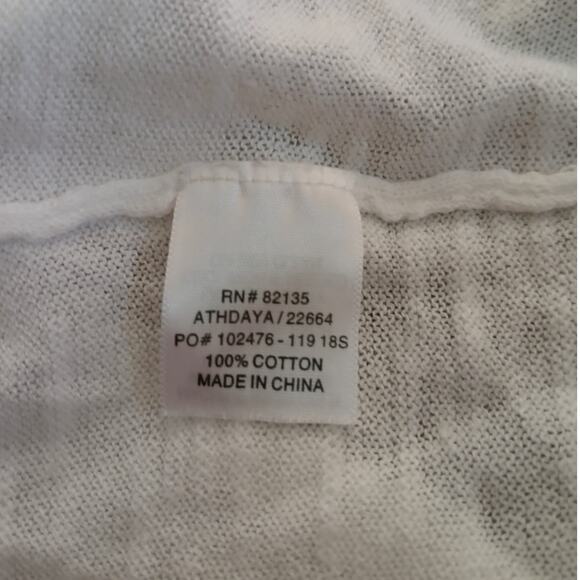 RN# 82135
ATHDAYA/22664
PO# 102476-119 18S
100% COTTON
MADE IN CHINA